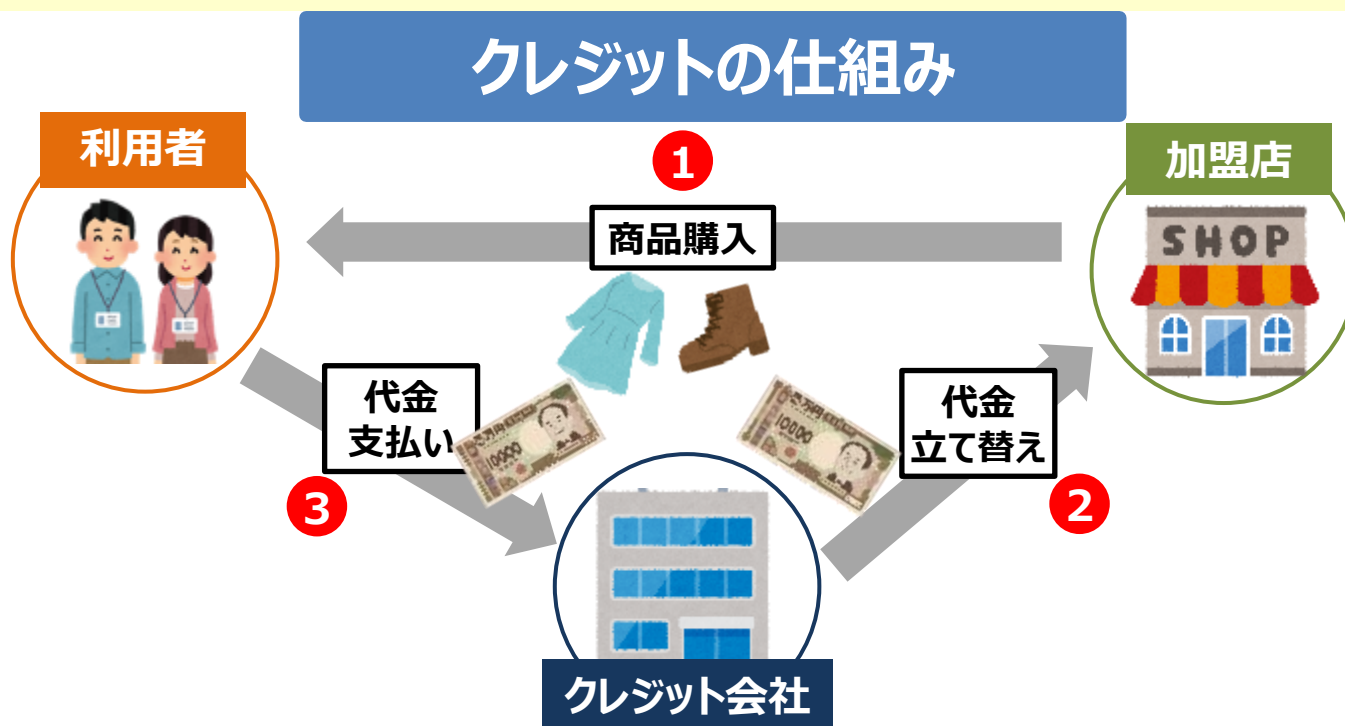 クレジットの仕組み
利用者
1
加盟店
商品購入
SHOP
代金
支払い
10000
10000
代金
立て替え
3
2
クレジット会社